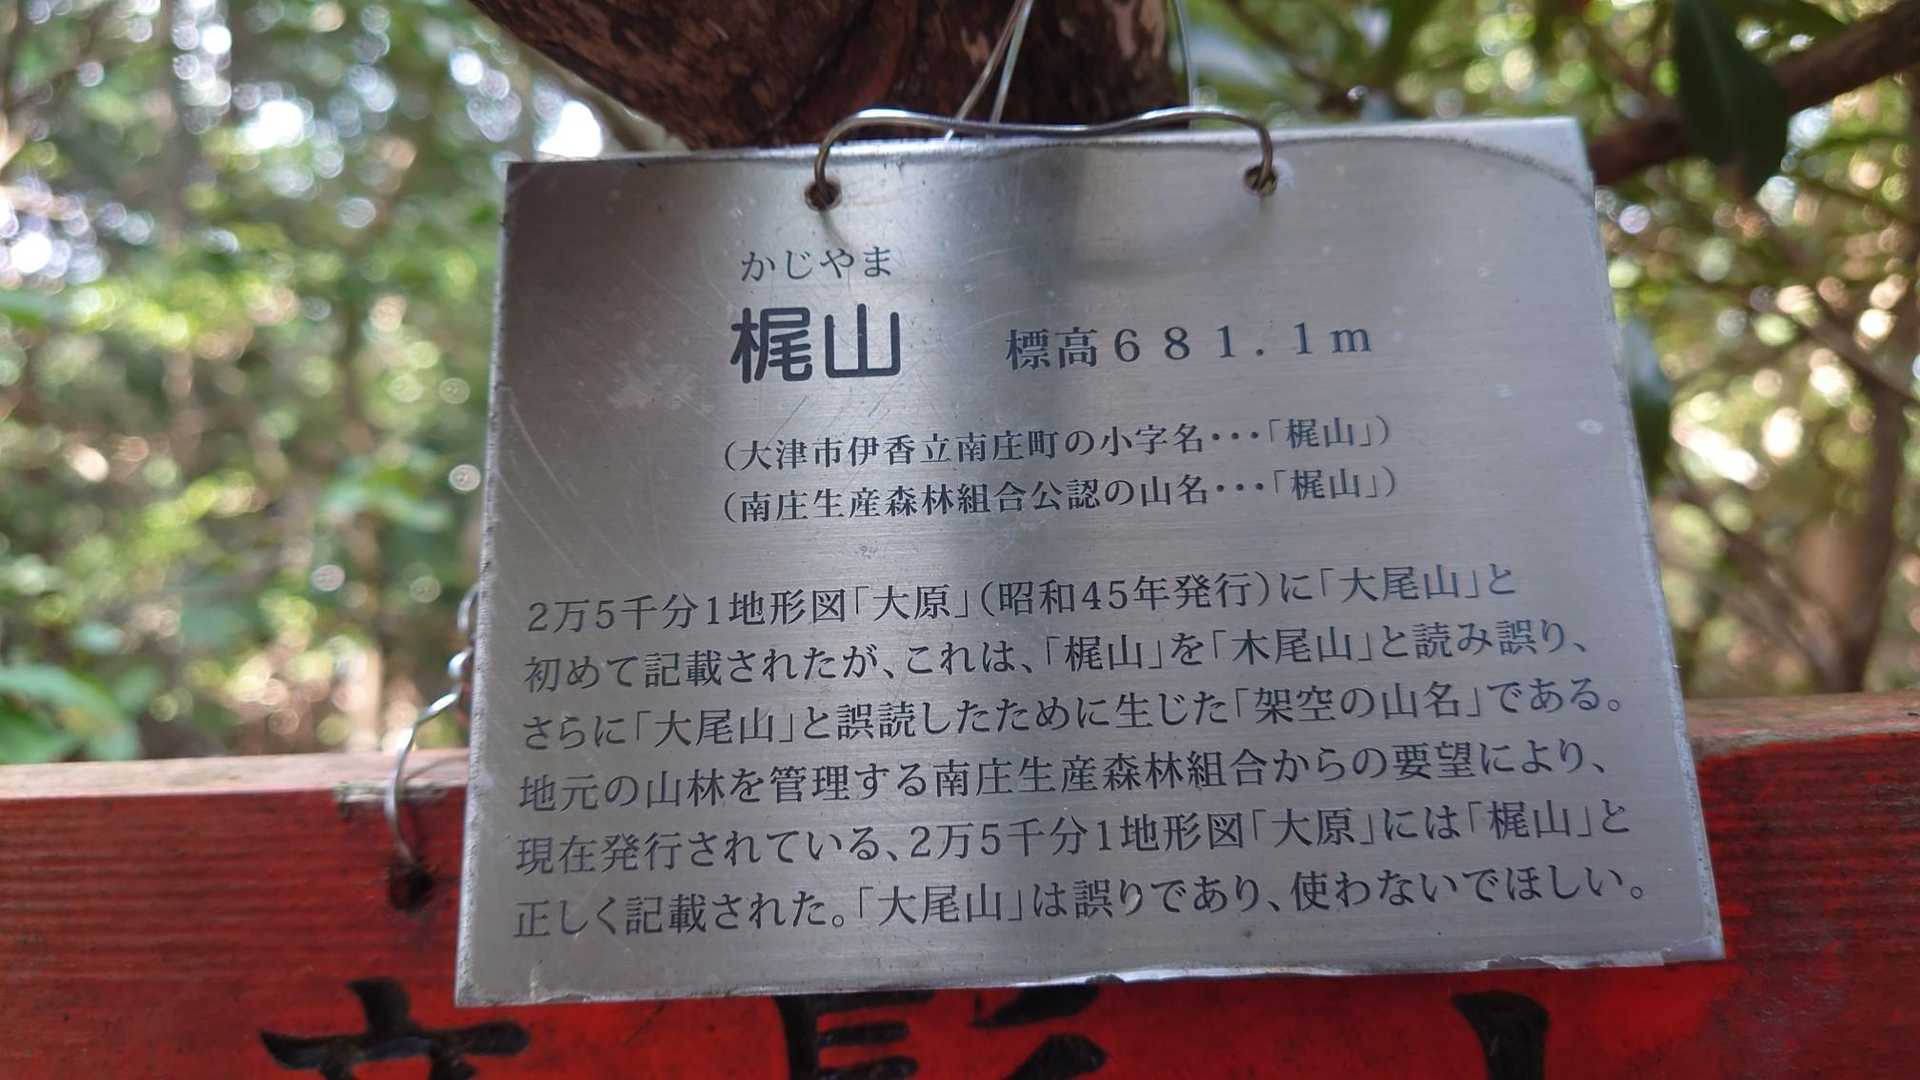 かじやま
梶山 標高681.1m
(大津市伊香立南庄町の小字名･･･「梶山」)
(南庄生産森林組合公認の山名･･･「梶山」)
2万5千分1地形図「大原」(昭和45年発行)に「大尾山」と
初めて記載されたが、これは、「梶山」を「木尾山」と読み誤り、
さらに「大尾山」と誤読したために生じた「架空の山名」である。
地元の山林を管理する南庄生産森林組合からの要望により、
現在発行されている、2万5千分1地形図「大原」には「梶山」と
正しく記載された。「大尾山」は誤りであり、使わないでほしい。